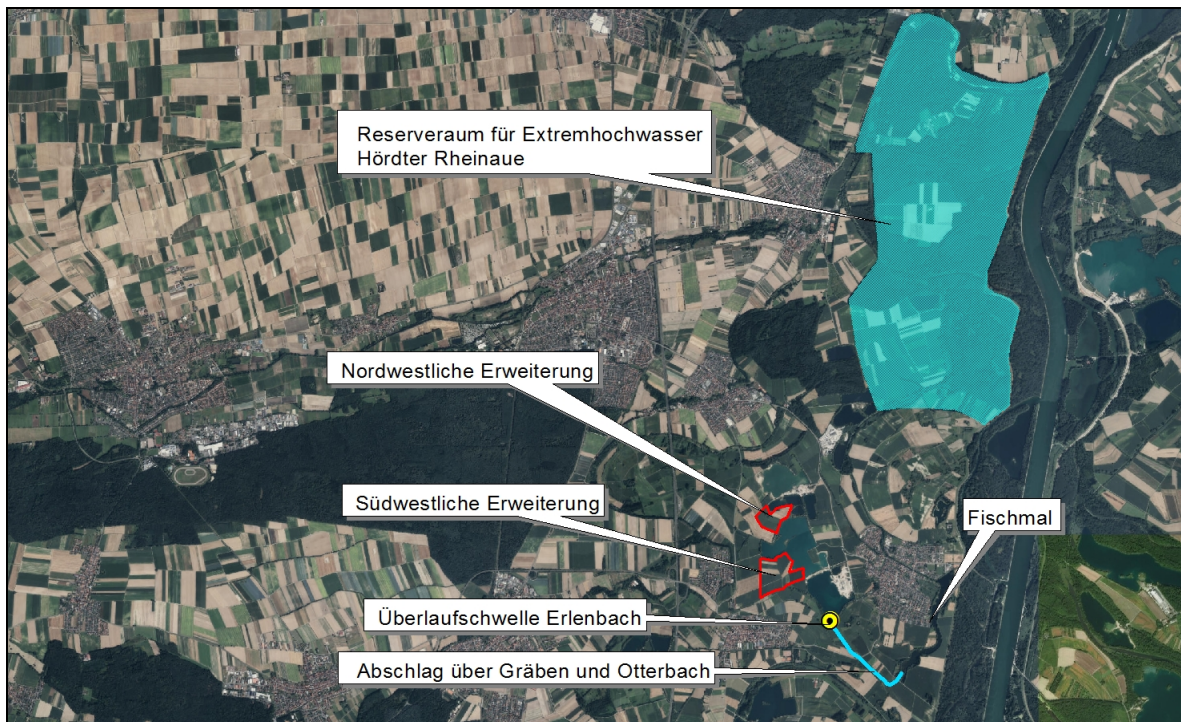 Reserveraum für Extremhochwasser
Hördter Rheinaue
Nordwestliche Erweiterung
Südwestliche Erweiterung
Fischmal
Überlaufschwelle Erlenbach
Abschlag über Gräben und Otterbach